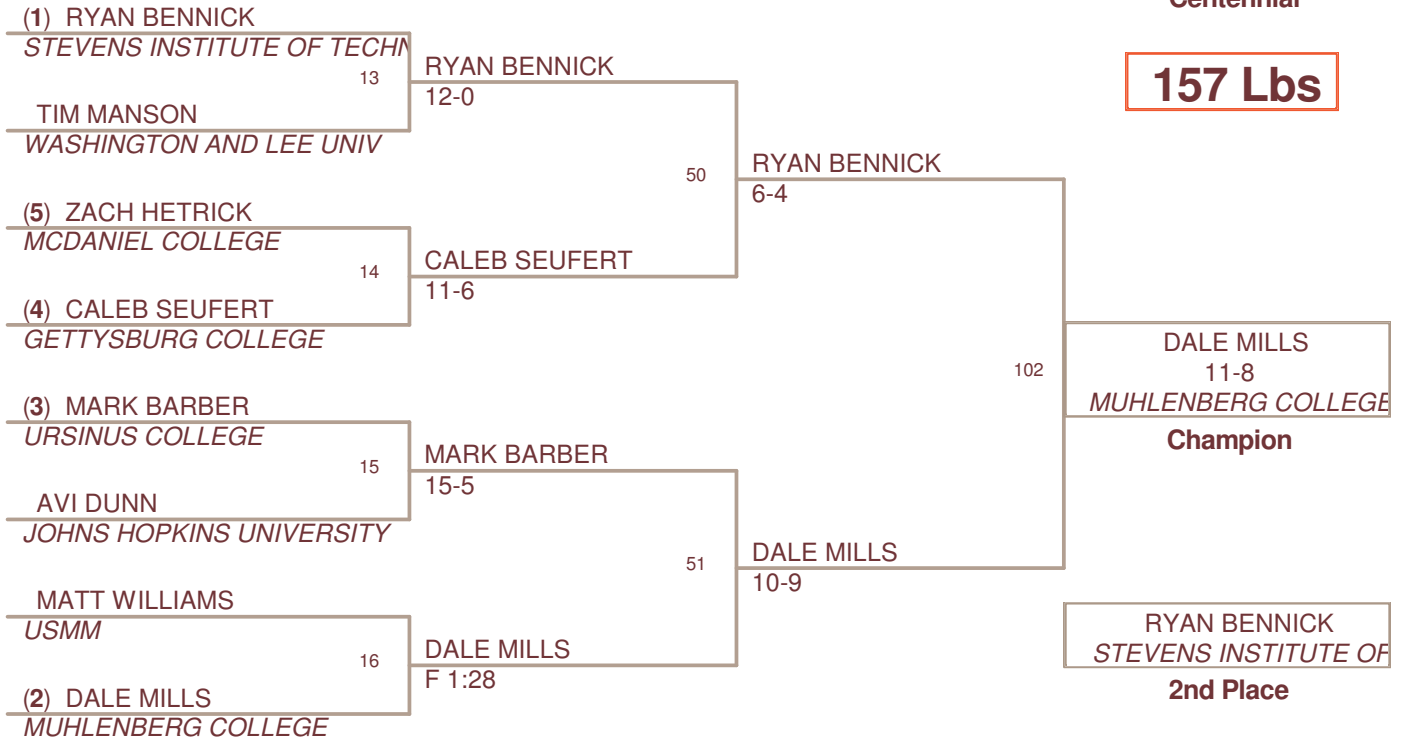 Centennial
157 Lbs
(1) RYAN BENNICK
STEVENS INSTITUTE OF TECHN
13
TIM MANSON
WASHINGTON AND LEE UNIV
RYAN BENNICK
12-0
(5) ZACH HETRICK
MCDANIEL COLLEGE
14
(4) CALEB SEUFERT
GETTYSBURG COLLEGE
CALEB SEUFERT
11-6
50
RYAN BENNICK
6-4
(3) MARK BARBER
URSINUS COLLEGE
15
AVI DUNN
JOHNS HOPKINS UNIVERSITY
MARK BARBER
15-5
MATT WILLIAMS
USMM
16
(2) DALE MILLS
MUHLENBERG COLLEGE
DALE MILLS
F 1:28
51
DALE MILLS
10-9
102
DALE MILLS
11-8
MUHLENBERG COLLEGE
Champion
RYAN BENNICK
STEVENS INSTITUTE OF
2nd Place